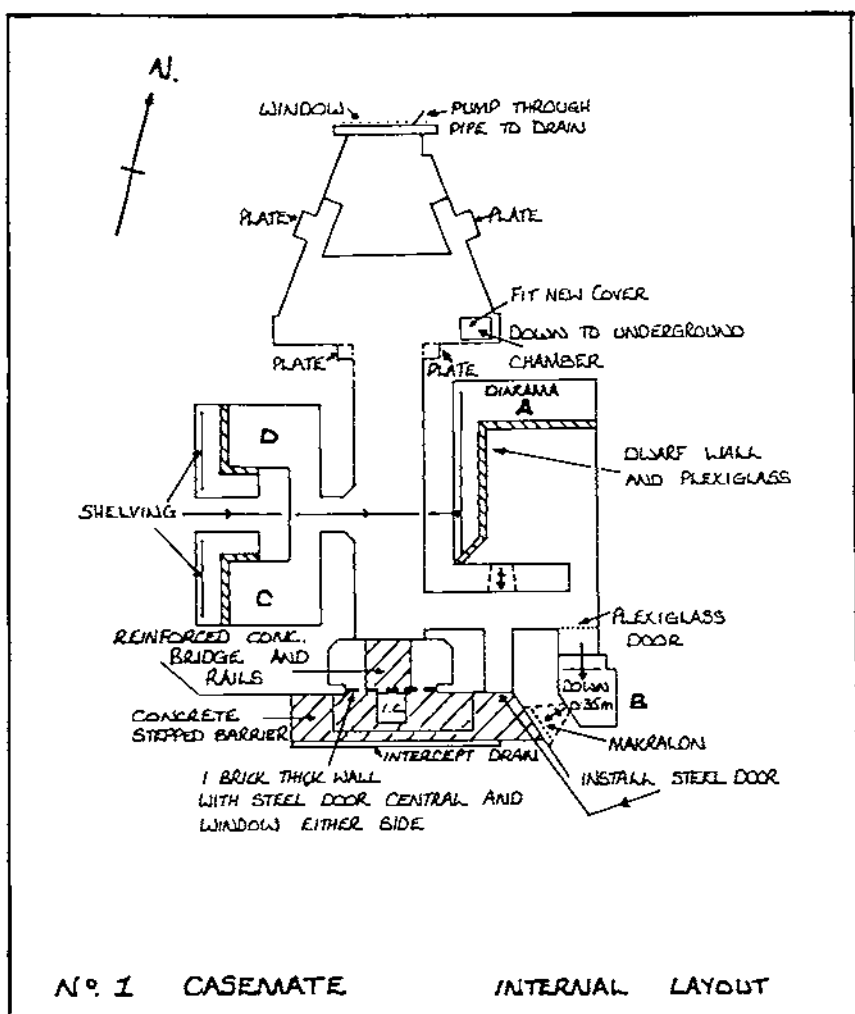 N.
WINDOW
PUMP THROUGH
PIPE TO DRAIN
PLATE
PLATE
FIT NEW COVER
DOWN TO UNDERGROUND
CHAMBER
PLATE
PLATE
DIARAMA
A
D
DWARF WALL
AND PLEXIGLASS
SHELVING
C
PLEXIGLASS
DOOR
REINFORCED CONC.
BRIDGE AND
RAILS
DOWN
0.35m
B
I.C.
CONCRETE
STEPPED BARRIER
MAKRALON
INTERCEPT DRAIN
INSTALL STEEL DOOR
1 BRICK THICK WALL
WITH STEEL DOOR CENTRAL AND
WINDOW EITHER SIDE
Nº. 1 CASEMATE INTERNAL LAYOUT